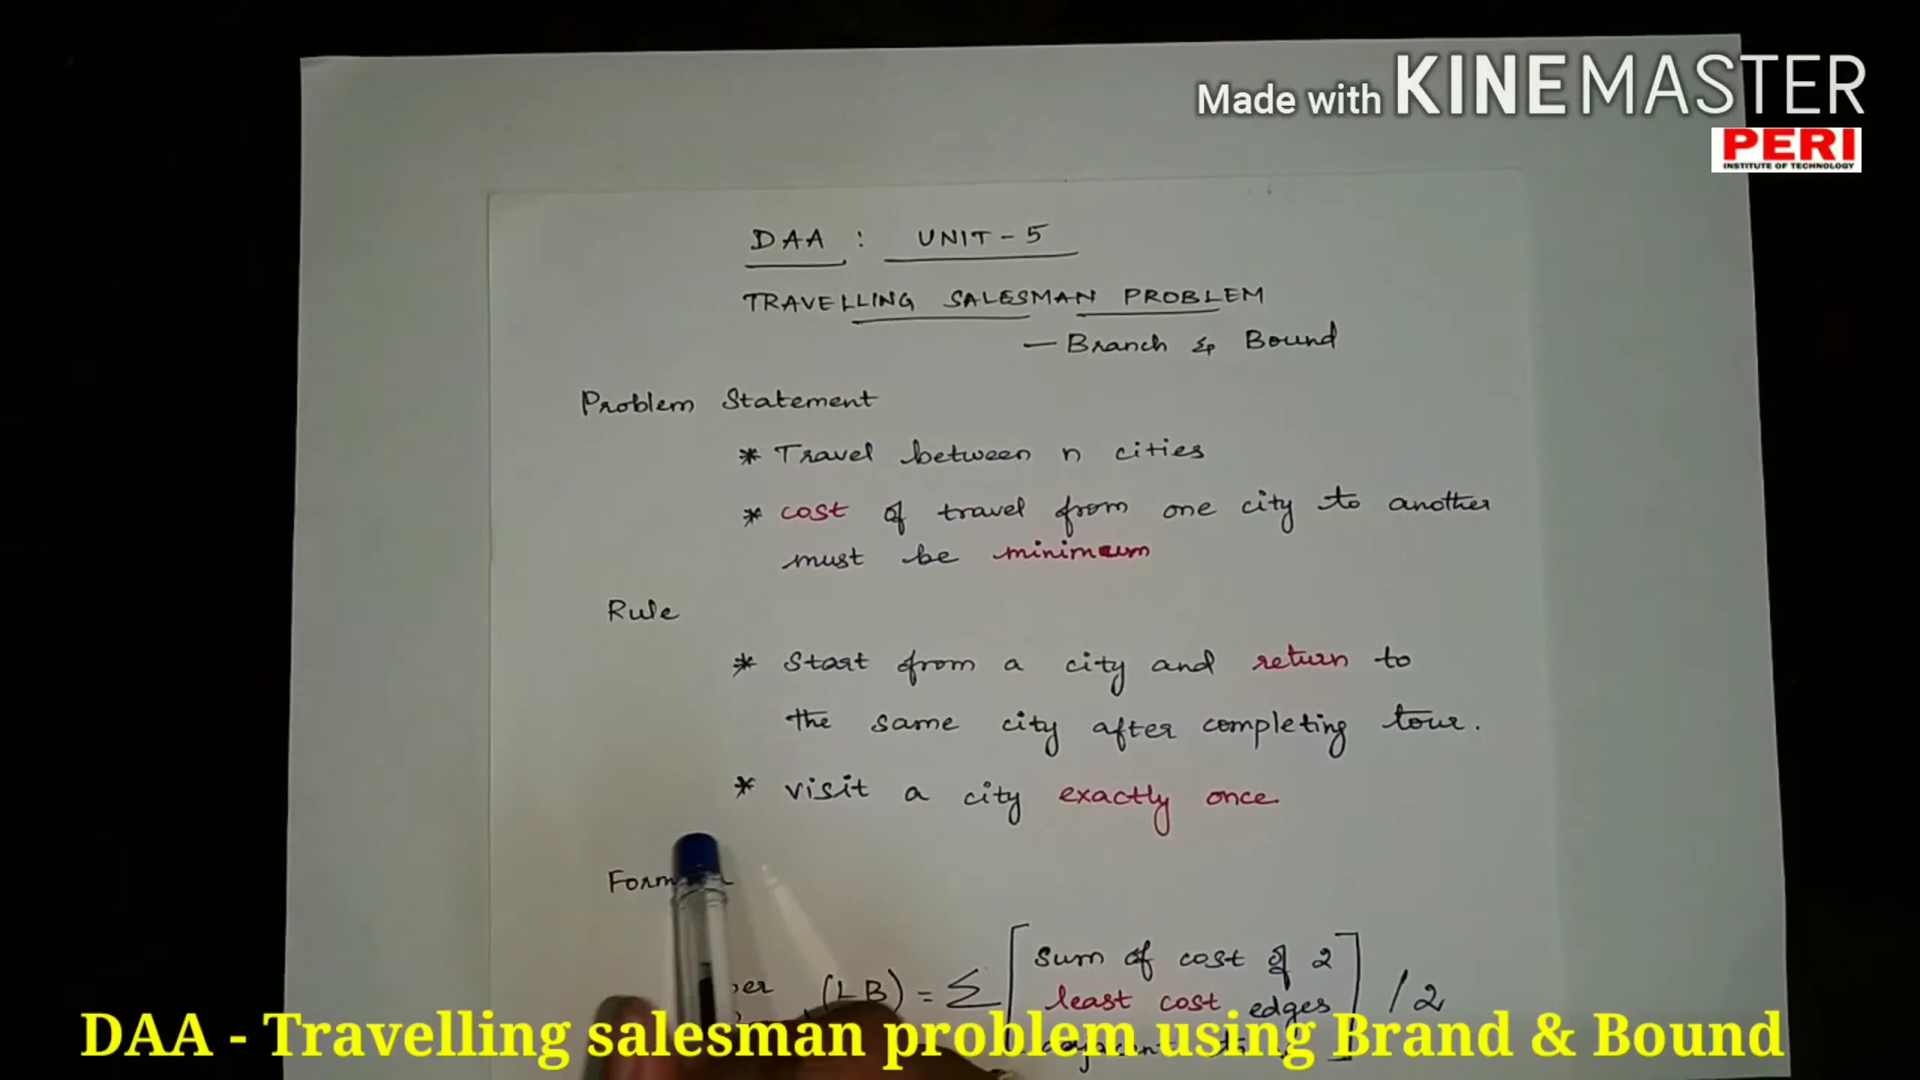 Made with KINEMASTER
PERI
INSTITUTE OF TECHNOLOGY
DAA : UNIT - 5
TRAVELLING SALESMAN PROBLEM
— Branch & Bound
Problem Statement
* Travel between n cities
* cost of travel from one city to another
must be minimum
Rule
* Start from a city and return to
the same city after completing tour.
* visit a city exactly once
(LB) = Σ [sum of cost of 2
least cost edges] / 2
DAA - Travelling salesman problem using Brand & Bound